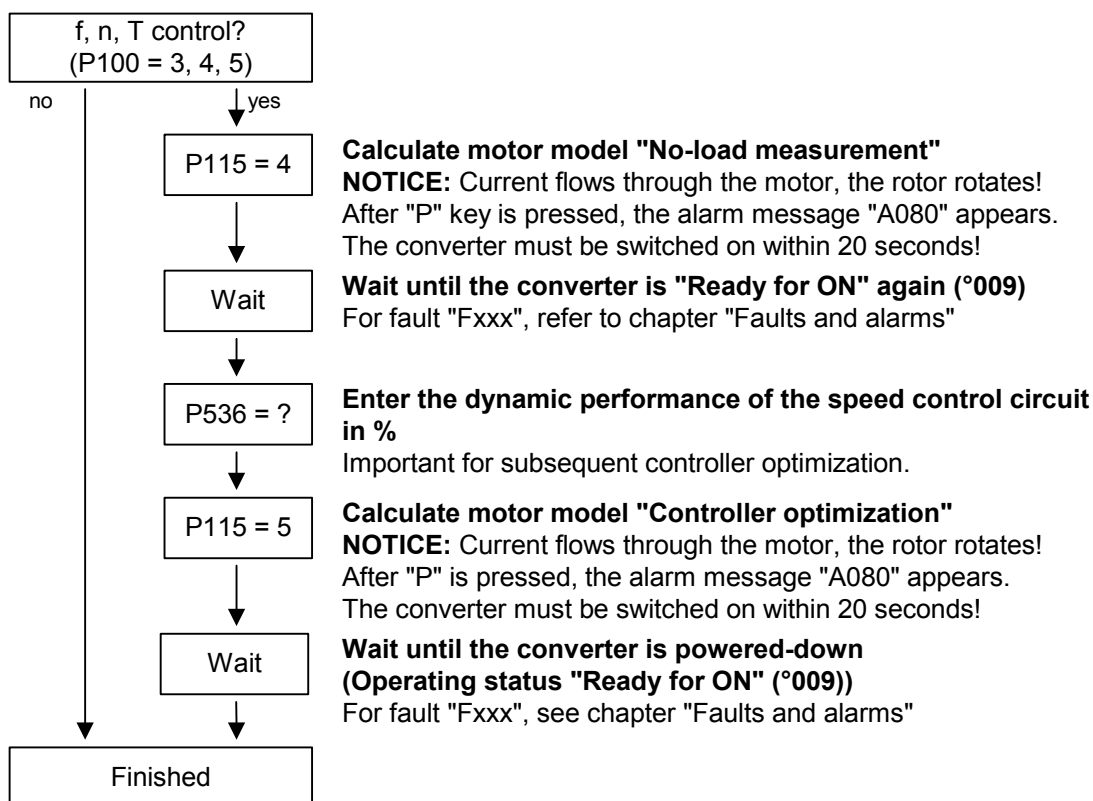 f, n, T control?
(P100 = 3, 4, 5)
no
yes
P115 = 4
Calculate motor model "No-load measurement"
NOTICE: Current flows through the motor, the rotor rotates!
After "P" key is pressed, the alarm message "A080" appears.
The converter must be switched on within 20 seconds!
Wait
Wait until the converter is "Ready for ON" again (°009)
For fault "Fxxx", refer to chapter "Faults and alarms"
P536 = ?
Enter the dynamic performance of the speed control circuit
in %
Important for subsequent controller optimization.
P115 = 5
Calculate motor model "Controller optimization"
NOTICE: Current flows through the motor, the rotor rotates!
After "P" is pressed, the alarm message "A080" appears.
The converter must be switched on within 20 seconds!
Wait
Wait until the converter is powered-down
(Operating status "Ready for ON" (°009))
For fault "Fxxx", see chapter "Faults and alarms"
Finished